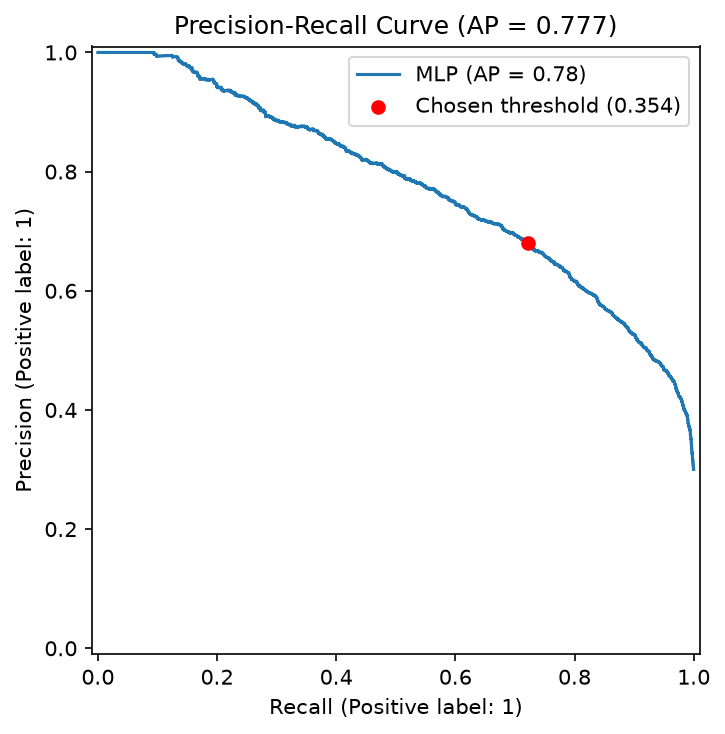 Precision-Recall Curve (AP = 0.777)
MLP (AP = 0.78)
Chosen threshold (0.354)
Precision (Positive label: 1)
1.0
0.8
0.6
0.4
0.2
0.0
0.0 0.2 0.4 0.6 0.8 1.0
Recall (Positive label: 1)